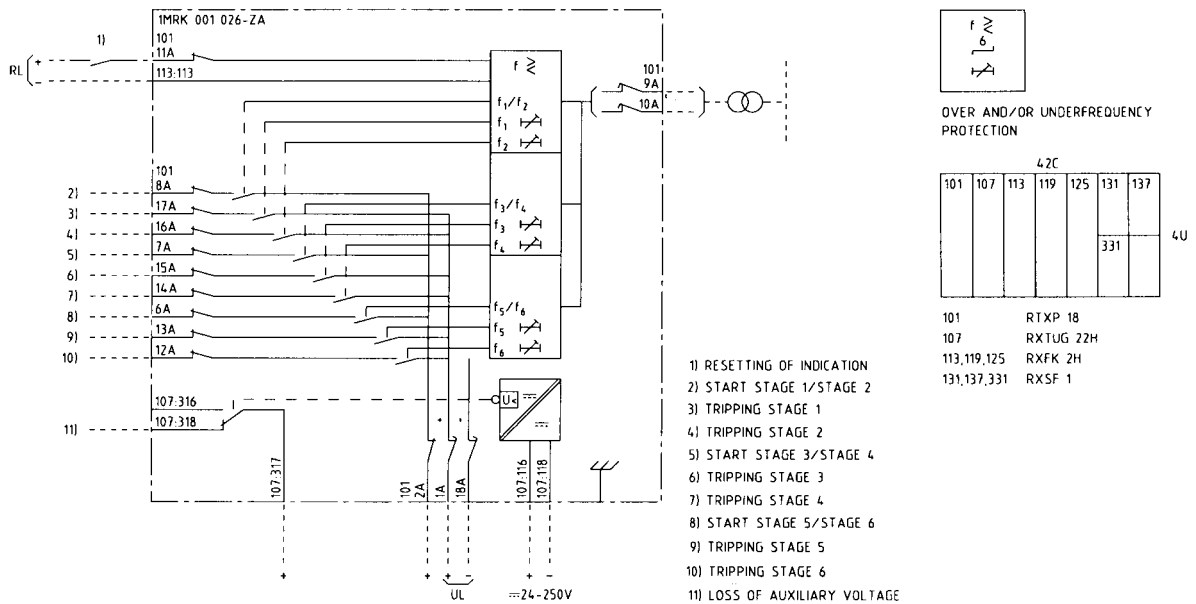 1MRK 001 026-ZA
1)
101
11A
RL
+
-
113:113
f ≷
101
9A
10A
f1/f2
f1
f2
101
8A
2)
17A
3)
16A
4)
7A
5)
15A
6)
14A
7)
6A
8)
13A
9)
12A
10)
f3/f4
f3
f4
f5/f6
f5
f6
107:316
107:318
11)
U<
107:317
101
2A
1A
+
18A
-
107:116
107:118
+
+
+
-
UL
+
-
24-250V
f ≷
6
OVER AND/OR UNDERFREQUENCY
PROTECTION
42C
101 107 113 119 125 131 137
331
4U
101 RTXP 18
107 RXTUG 22H
113,119,125 RXFK 2H
131,137,331 RXSF 1
1) RESETTING OF INDICATION
2) START STAGE 1/STAGE 2
3) TRIPPING STAGE 1
4) TRIPPING STAGE 2
5) START STAGE 3/STAGE 4
6) TRIPPING STAGE 3
7) TRIPPING STAGE 4
8) START STAGE 5/STAGE 6
9) TRIPPING STAGE 5
10) TRIPPING STAGE 6
11) LOSS OF AUXILIARY VOLTAGE